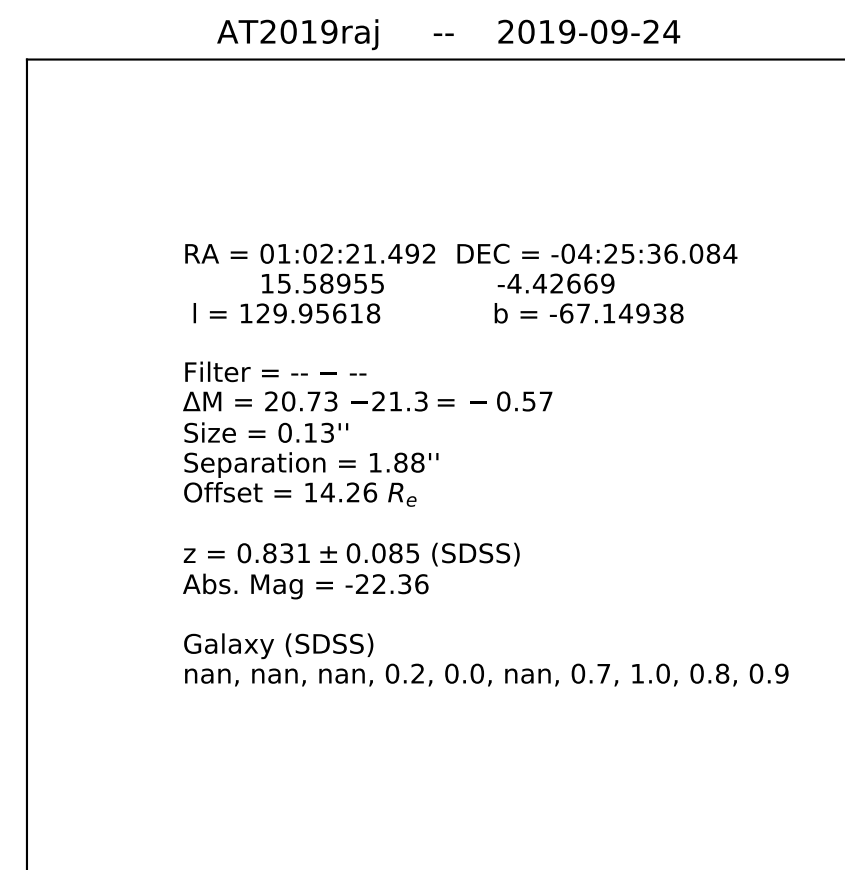 AT2019raj -- 2019-09-24
RA = 01:02:21.492 DEC = -04:25:36.084
15.58955 -4.42669
l = 129.95618 b = -67.14938
Filter = -- − --
ΔM = 20.73 −21.3 = − 0.57
Size = 0.13''
Separation = 1.88''
Offset = 14.26 Rₑ
z = 0.831 ± 0.085 (SDSS)
Abs. Mag = -22.36
Galaxy (SDSS)
nan, nan, nan, 0.2, 0.0, nan, 0.7, 1.0, 0.8, 0.9